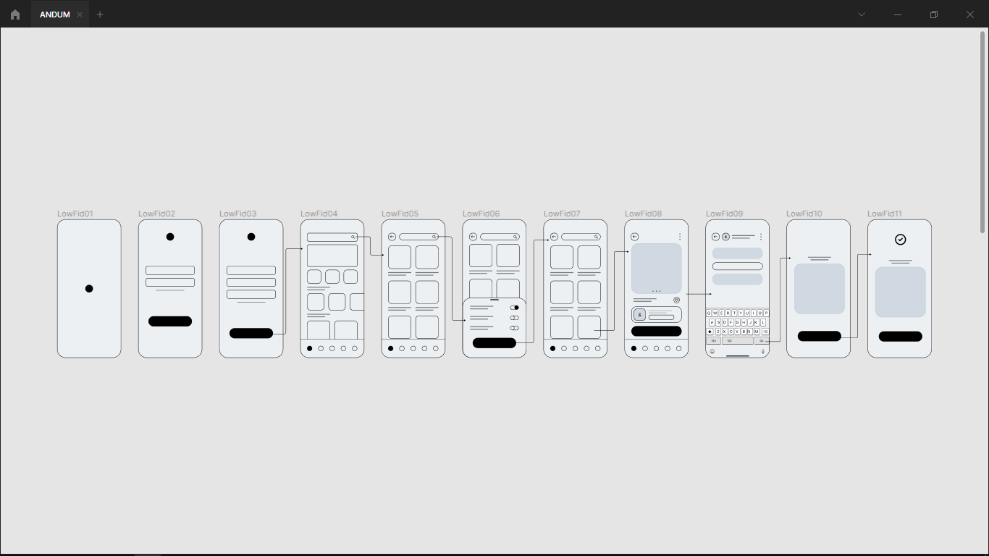 ANDUM
LowFid01
LowFid02
LowFid03
LowFid04
LowFid05
LowFid06
LowFid07
LowFid08
LowFid09
LowFid10
LowFid11
Q W E R T Y U I O P
A S D F G H J K L
Z X C V B N M